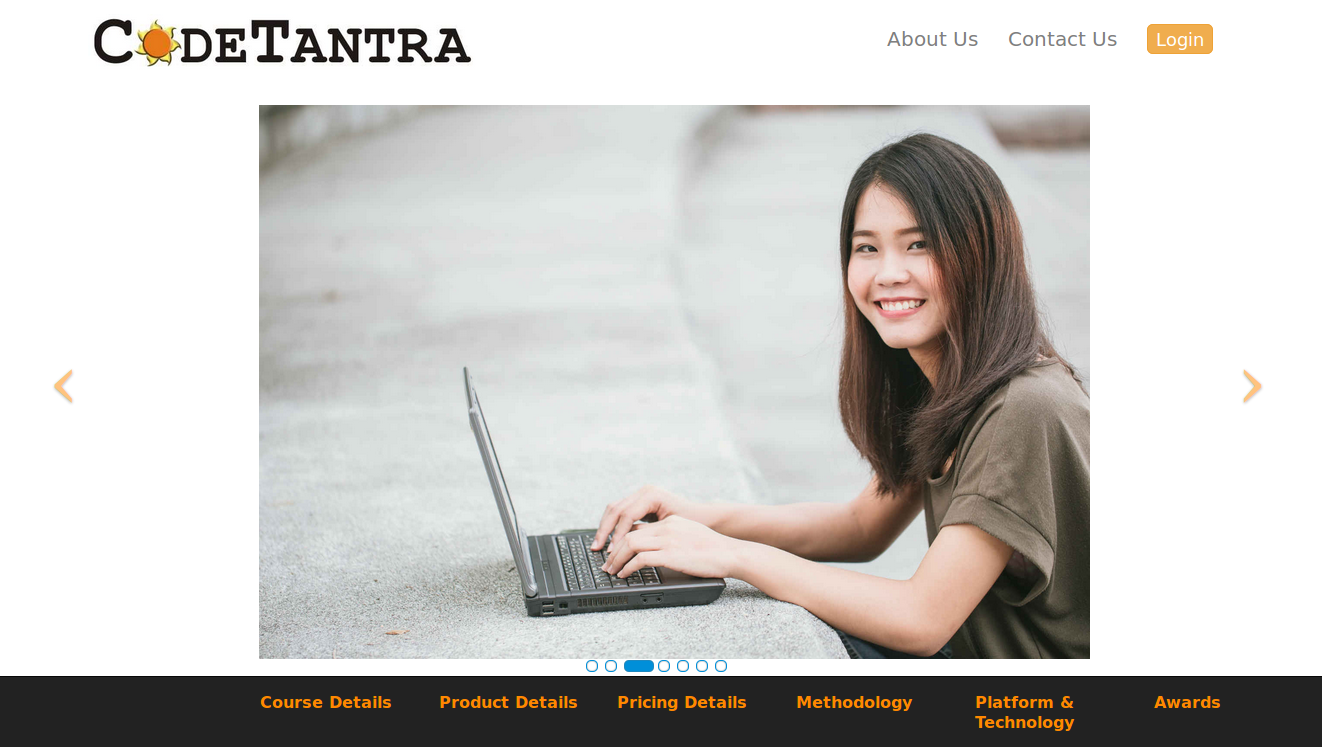 CODETANTRA
About Us
Contact Us
Login
Course Details
Product Details
Pricing Details
Methodology
Platform &
Technology
Awards